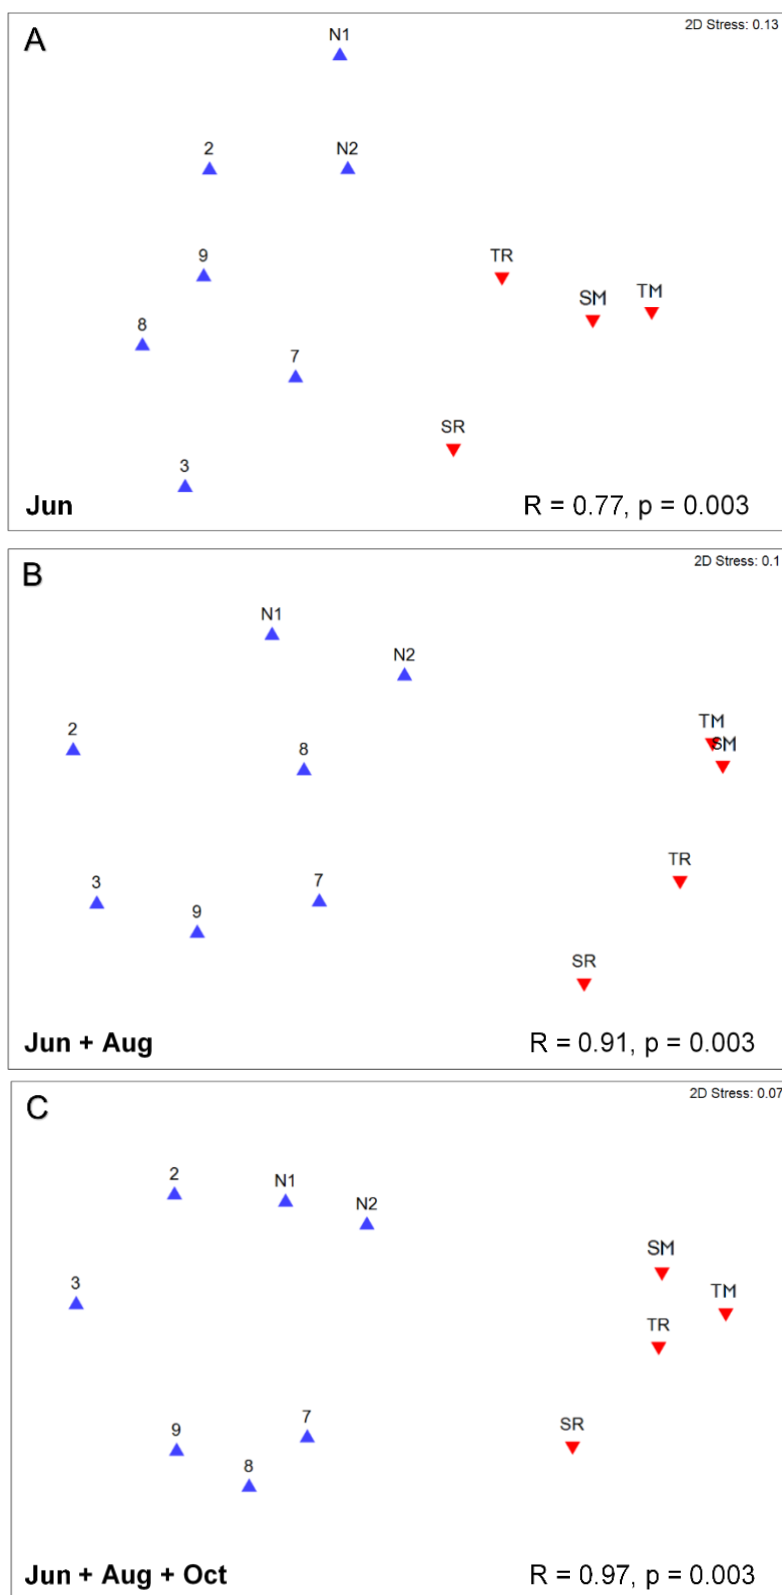 A
2D Stress: 0.13
N1
2 N2
9 TR
SM TM
8
7
SR
3
Jun R = 0.77, p = 0.003
B
2D Stress: 0.1
N1
N2
2 TM
8 SM
TR
3 7
9
SR
Jun + Aug R = 0.91, p = 0.003
C
2D Stress: 0.07
2 N1
N2
SM
3 TM
TR
7
9 SR
8
Jun + Aug + Oct R = 0.97, p = 0.003